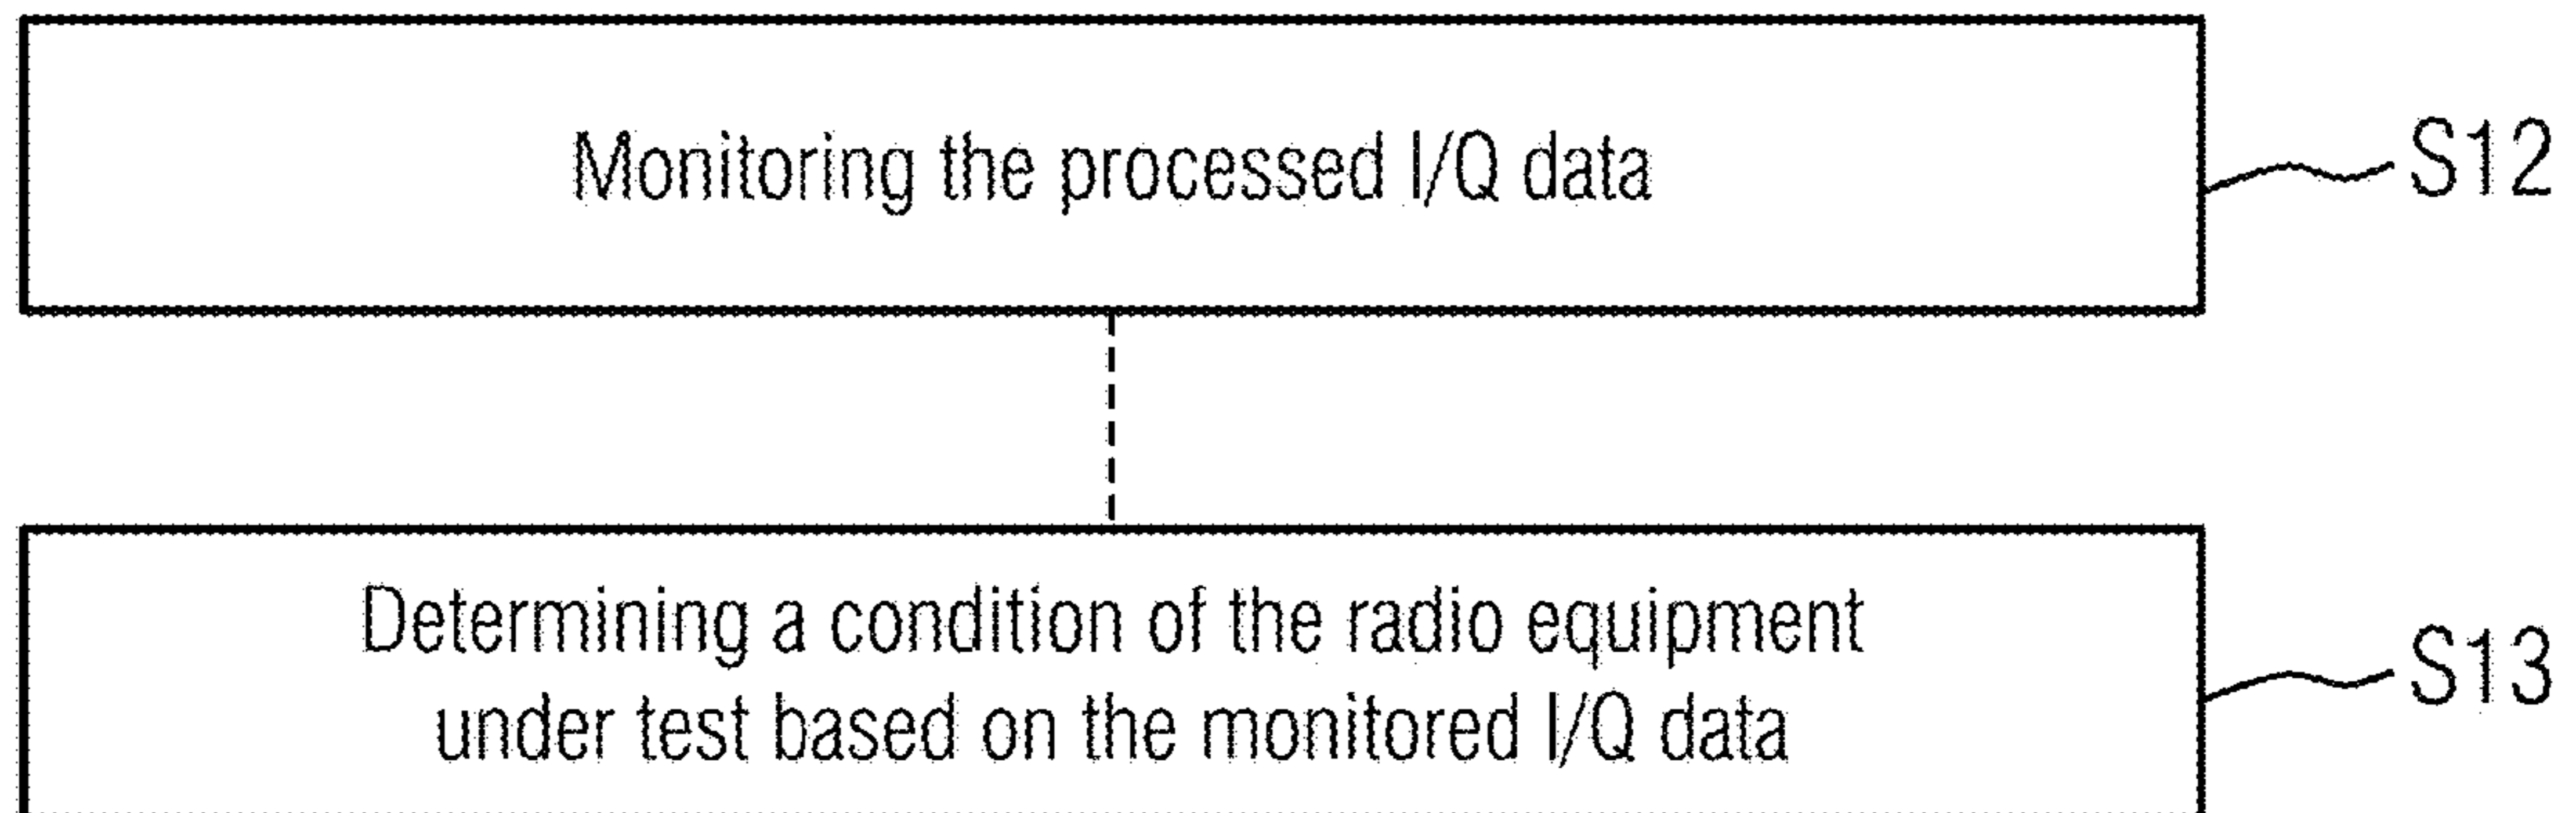 Monitoring the processed I/Q data
S12
Determining a condition of the radio equipment
under test based on the monitored I/Q data
S13